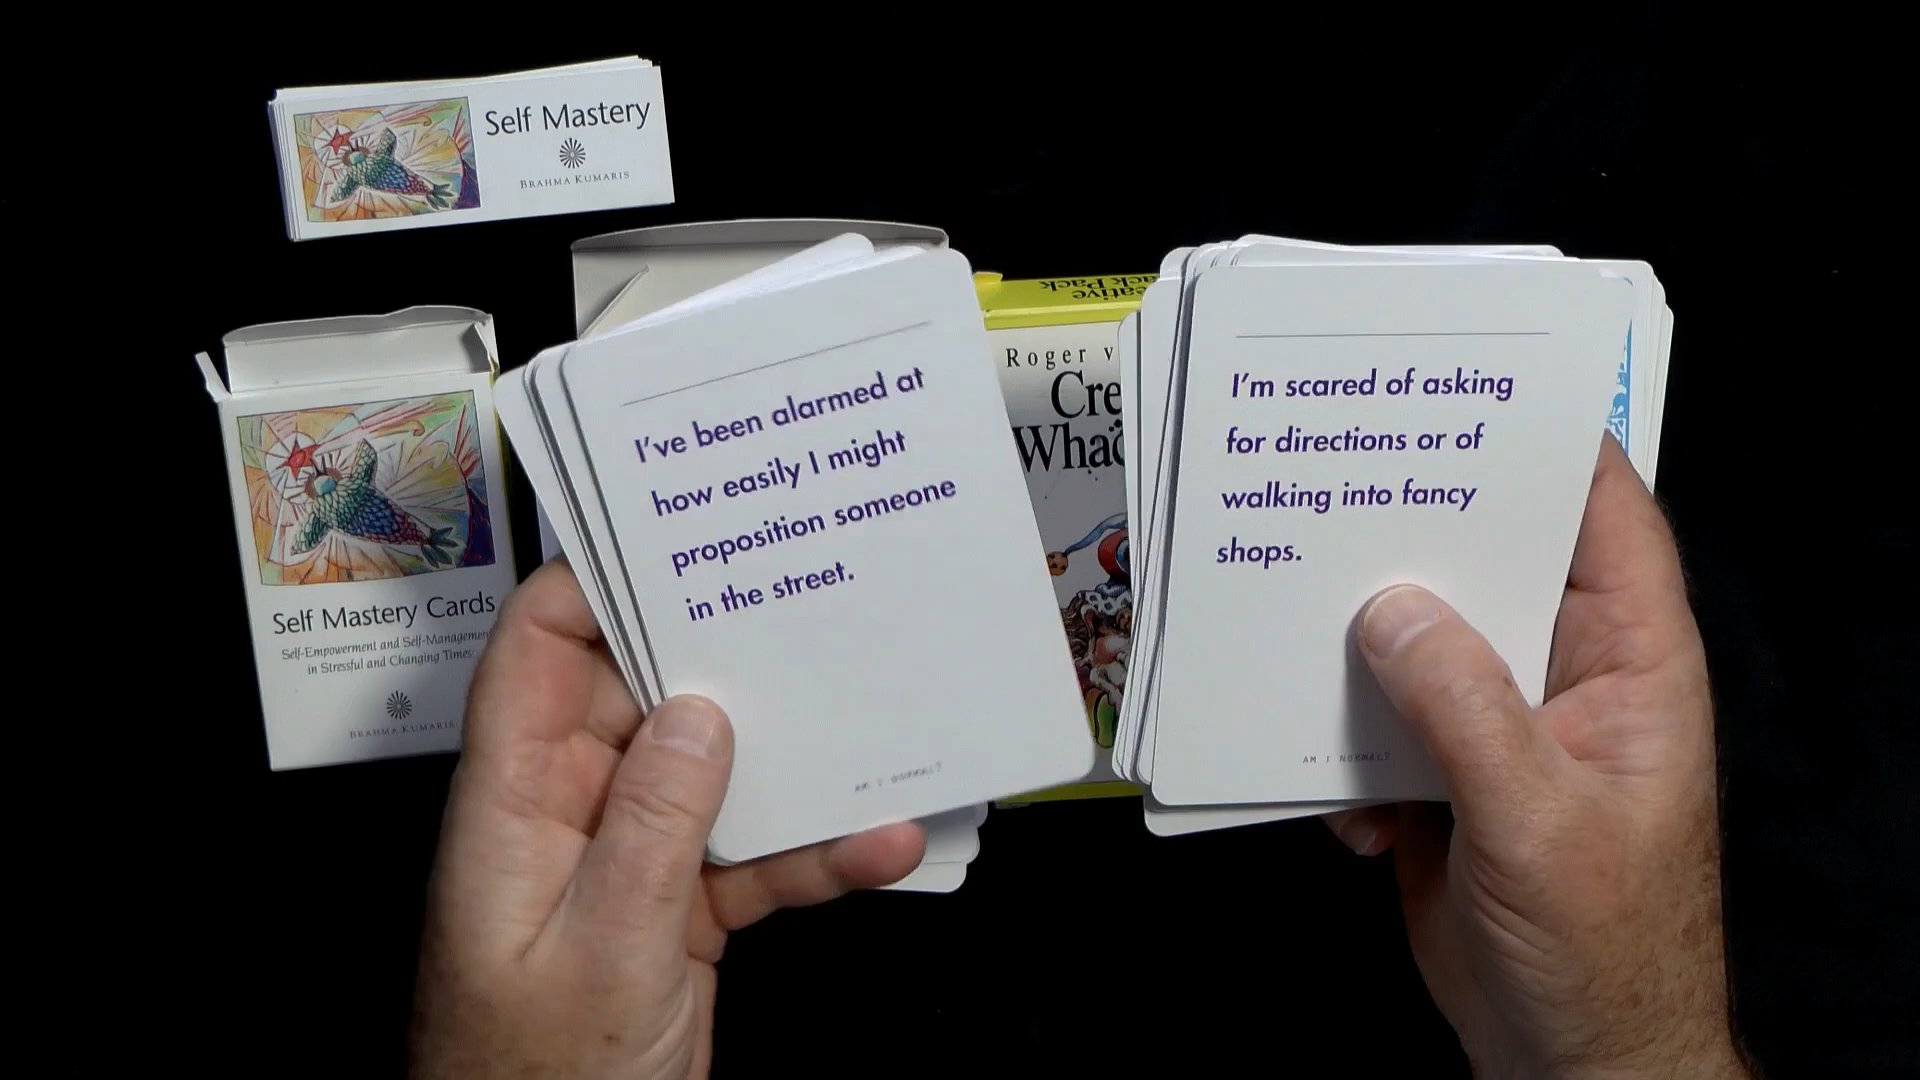 Self Mastery
BRAHMA KUMARIS
Self Mastery Cards
Self-Empowerment and Self-Management
in Stressful and Changing Times
BRAHMA KUMARIS
I've been alarmed at
how easily I might
proposition someone
in the street.
AM I NORMAL?
ack Pack
eative
Roger v
Cre
Whac
I'm scared of asking
for directions or of
walking into fancy
shops.
AM I NORMAL?